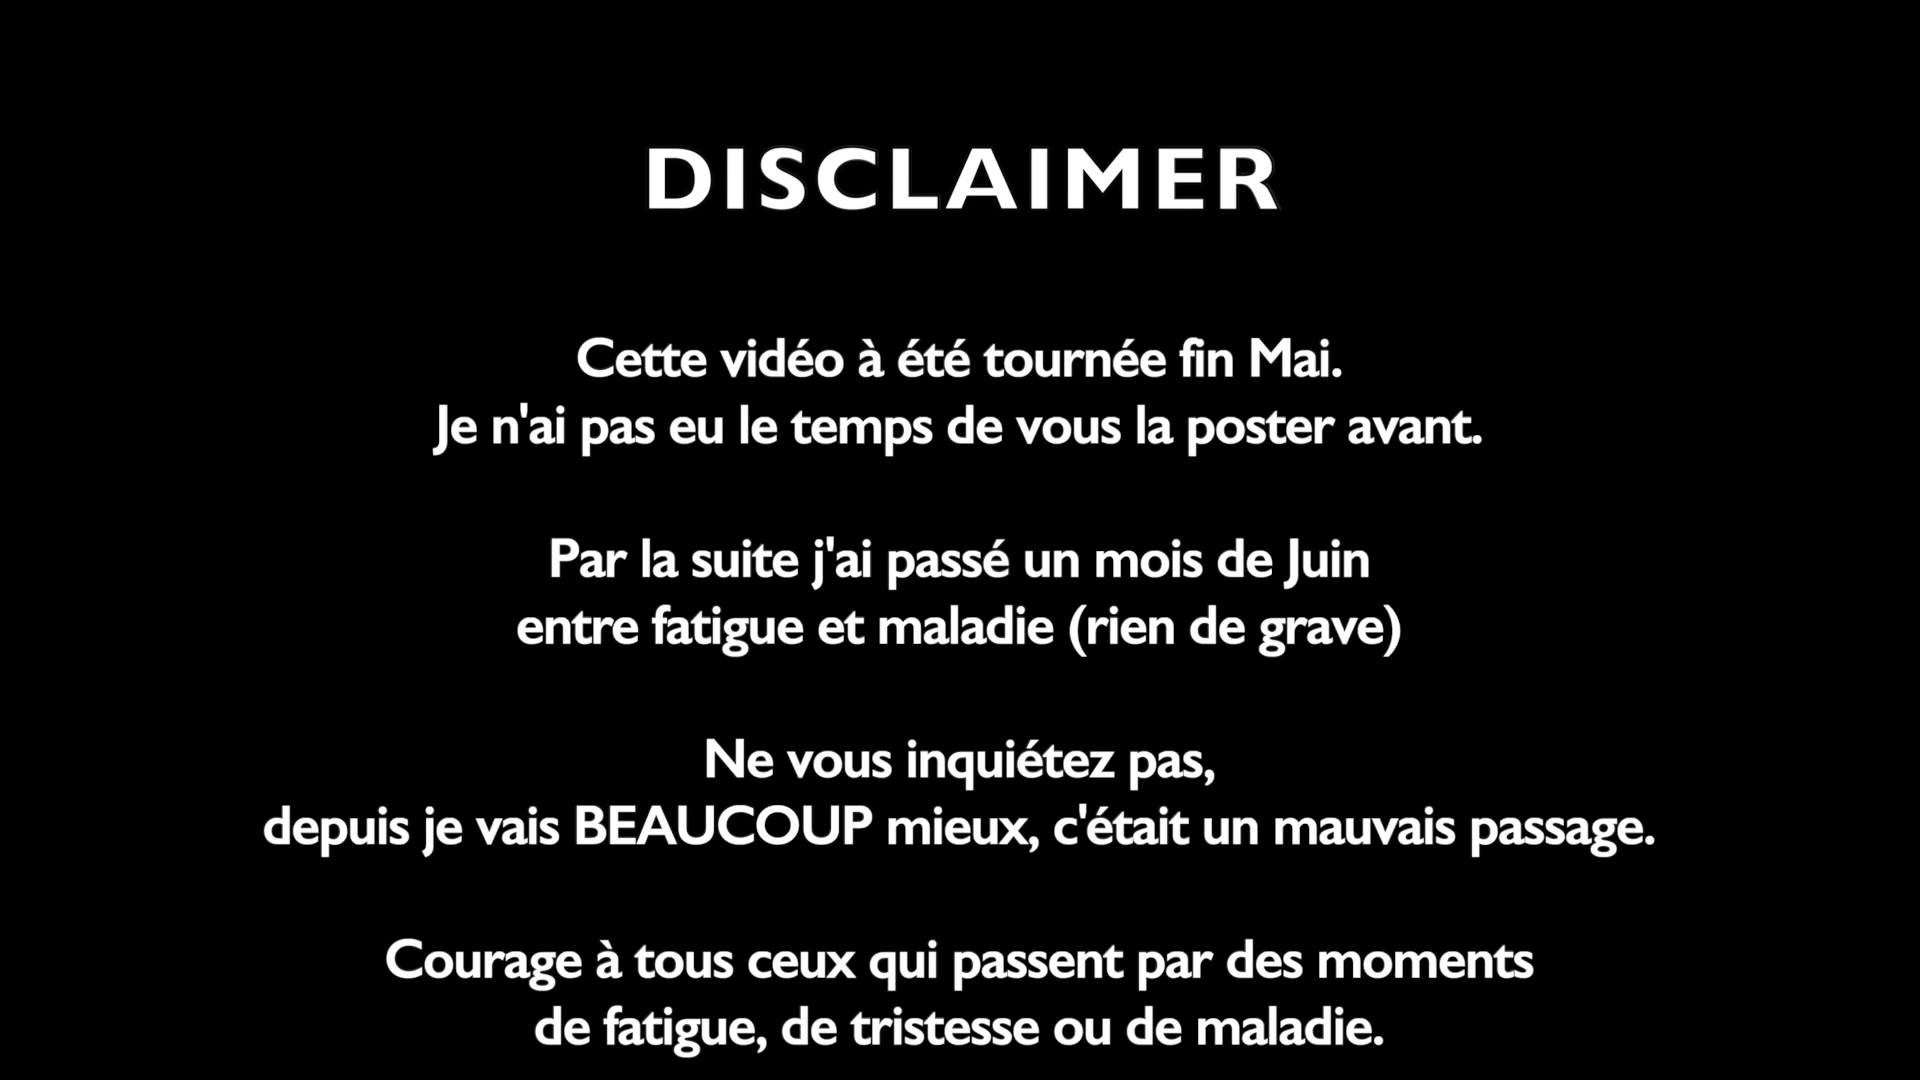 DISCLAIMER
Cette vidéo à été tournée fin Mai.
Je n'ai pas eu le temps de vous la poster avant.
Par la suite j'ai passé un mois de Juin
entre fatigue et maladie (rien de grave)
Ne vous inquiétez pas,
depuis je vais BEAUCOUP mieux, c'était un mauvais passage.
Courage à tous ceux qui passent par des moments
de fatigue, de tristesse ou de maladie.